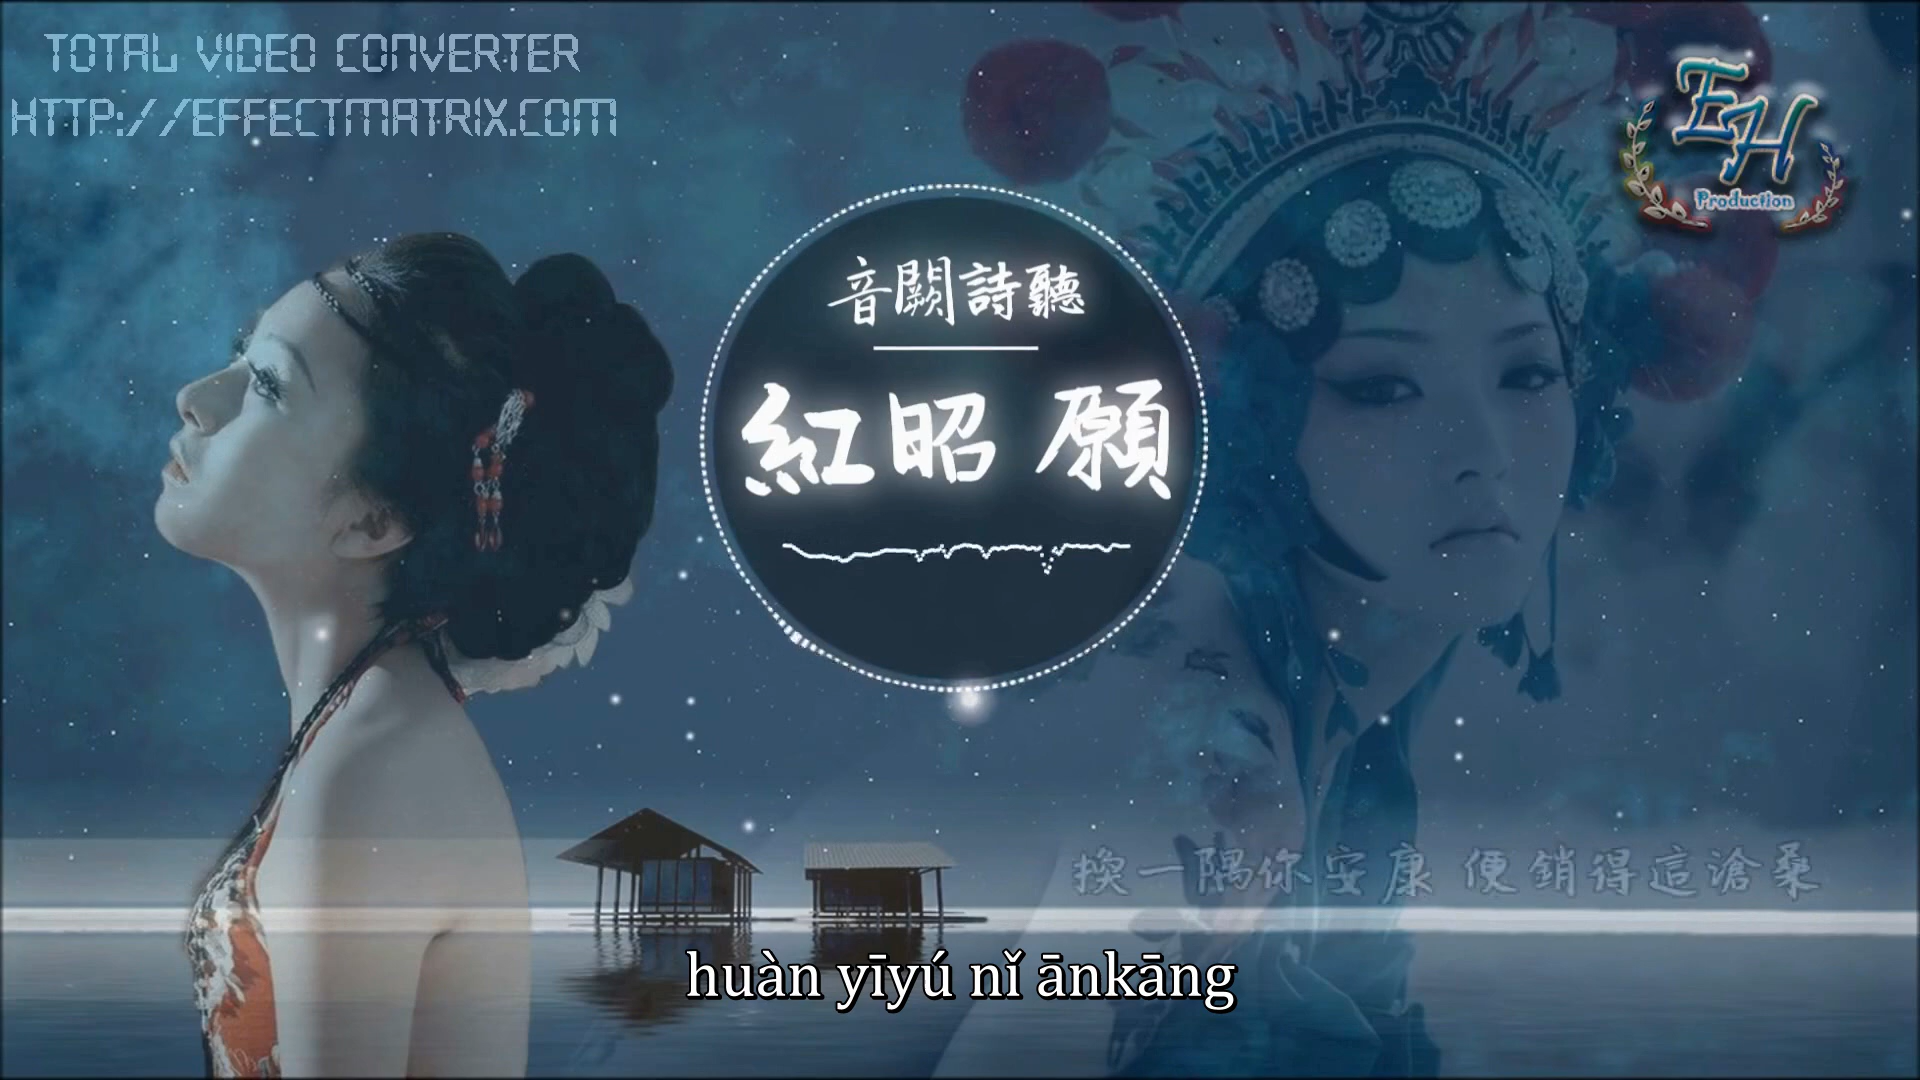 TOTAL VIDEO CONVERTER
HTTP://EFFECTMATRIX.COM
EH
Production
音闕詩聽
紅昭願
換一隅你安康 便銷得這滄桑
huàn yīyú nǐ ānkāng